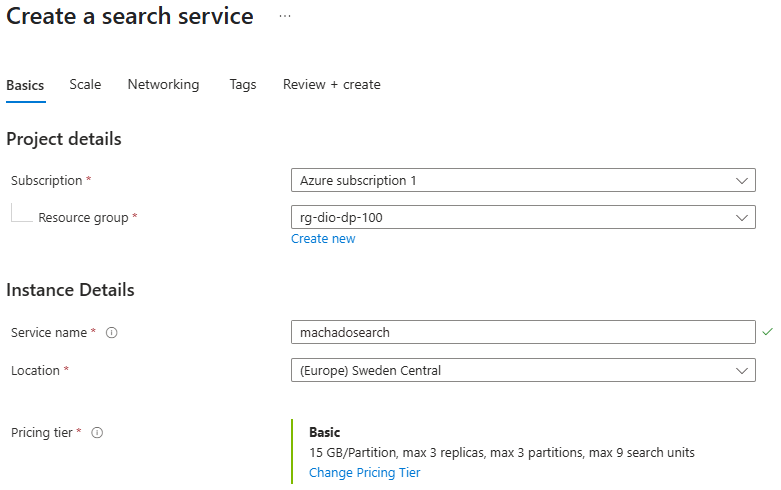 Create a search service ...
Basics Scale Networking Tags Review + create
Project details
Subscription * Azure subscription 1
Resource group * rg-dio-dp-100
Create new
Instance Details
Service name * machadosearch
Location * (Europe) Sweden Central
Pricing tier * Basic
15 GB/Partition, max 3 replicas, max 3 partitions, max 9 search units
Change Pricing Tier